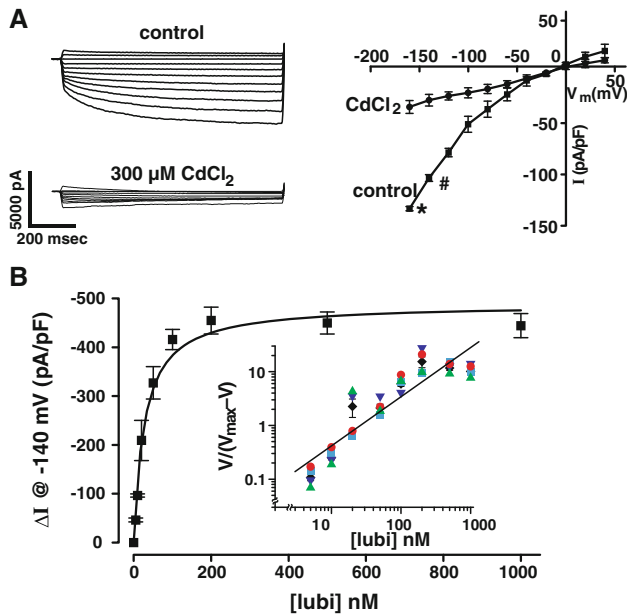 A
control
300 µM CdCl2
5000 pA
200 msec
50
-200 -150 -100 -50 0 50
Vm(mV)
CdCl2
-50
-100
-150
I (pA/pF)
control
#
*
B
ΔI @ -140 mV (pA/pF)
-500
-400
-300
-200
-100
0
0 200 400 600 800 1000
[lubi] nM
V/(Vmax–V)
10
1
0.1
10 100 1000
[lubi] nM